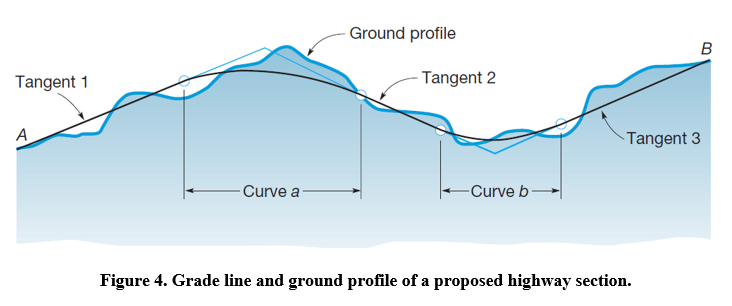 Ground profile
B
Tangent 1
Tangent 2
A
Tangent 3
Curve a
Curve b
Figure 4. Grade line and ground profile of a proposed highway section.